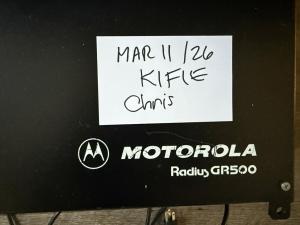 MAR 11/26
KIFLE
Chris
MOTOROLA
Radius GR500